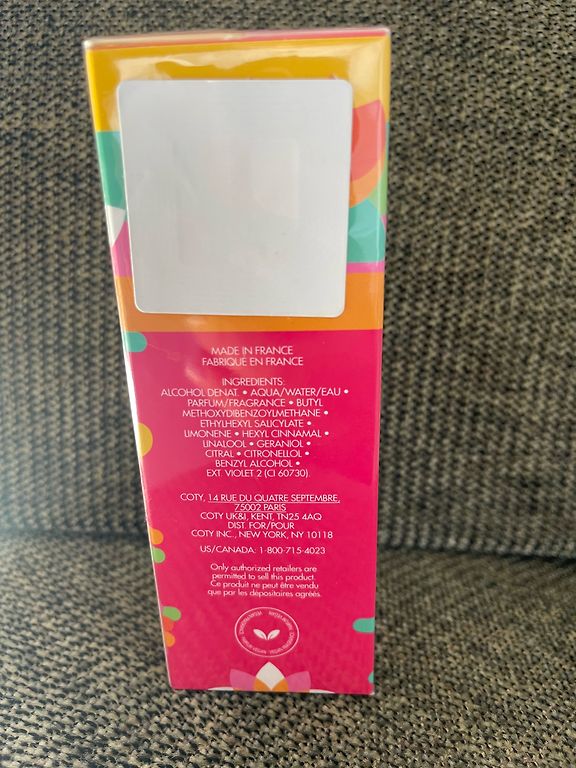 MADE IN FRANCE
FABRIQUE EN FRANCE
INGREDIENTS:
ALCOHOL DENAT. • AQUA/WATER/EAU •
PARFUM/FRAGRANCE • BUTYL
METHOXYDIBENZOYLMETHANE •
ETHYLHEXYL SALICYLATE •
LIMONENE • HEXYL CINNAMAL •
LINALOOL • GERANIOL •
CITRAL • CITRONELLOL •
BENZYL ALCOHOL •
EXT. VIOLET 2 (CI 60730).
COTY, 14 RUE DU QUATRE SEPTEMBRE,
75002 PARIS
COTY UK&I, KENT, TN25 4AQ
DIST. FOR/POUR
COTY INC., NEW YORK, NY 10118
US/CANADA: 1-800-715-4023
Only authorized retailers are
permitted to sell this product.
Ce produit ne peut être vendu
que par les dépositaires agréés.
VEGAN FRAGRANCE